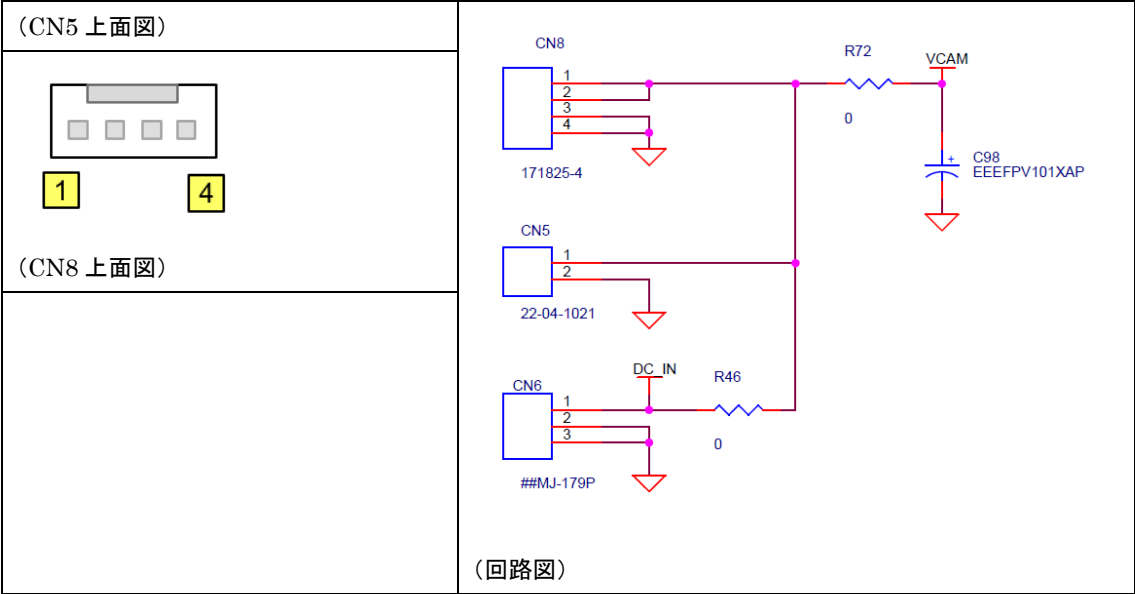 （CN5 上面図）
1
4
（CN8 上面図）
CN8
1
2
3
4
171825-4
R72
0
VCAM
+
C98
EEEFPV101XAP
CN5
1
2
22-04-1021
CN6
1
2
3
##MJ-179P
DC_IN
R46
0
（回路図）